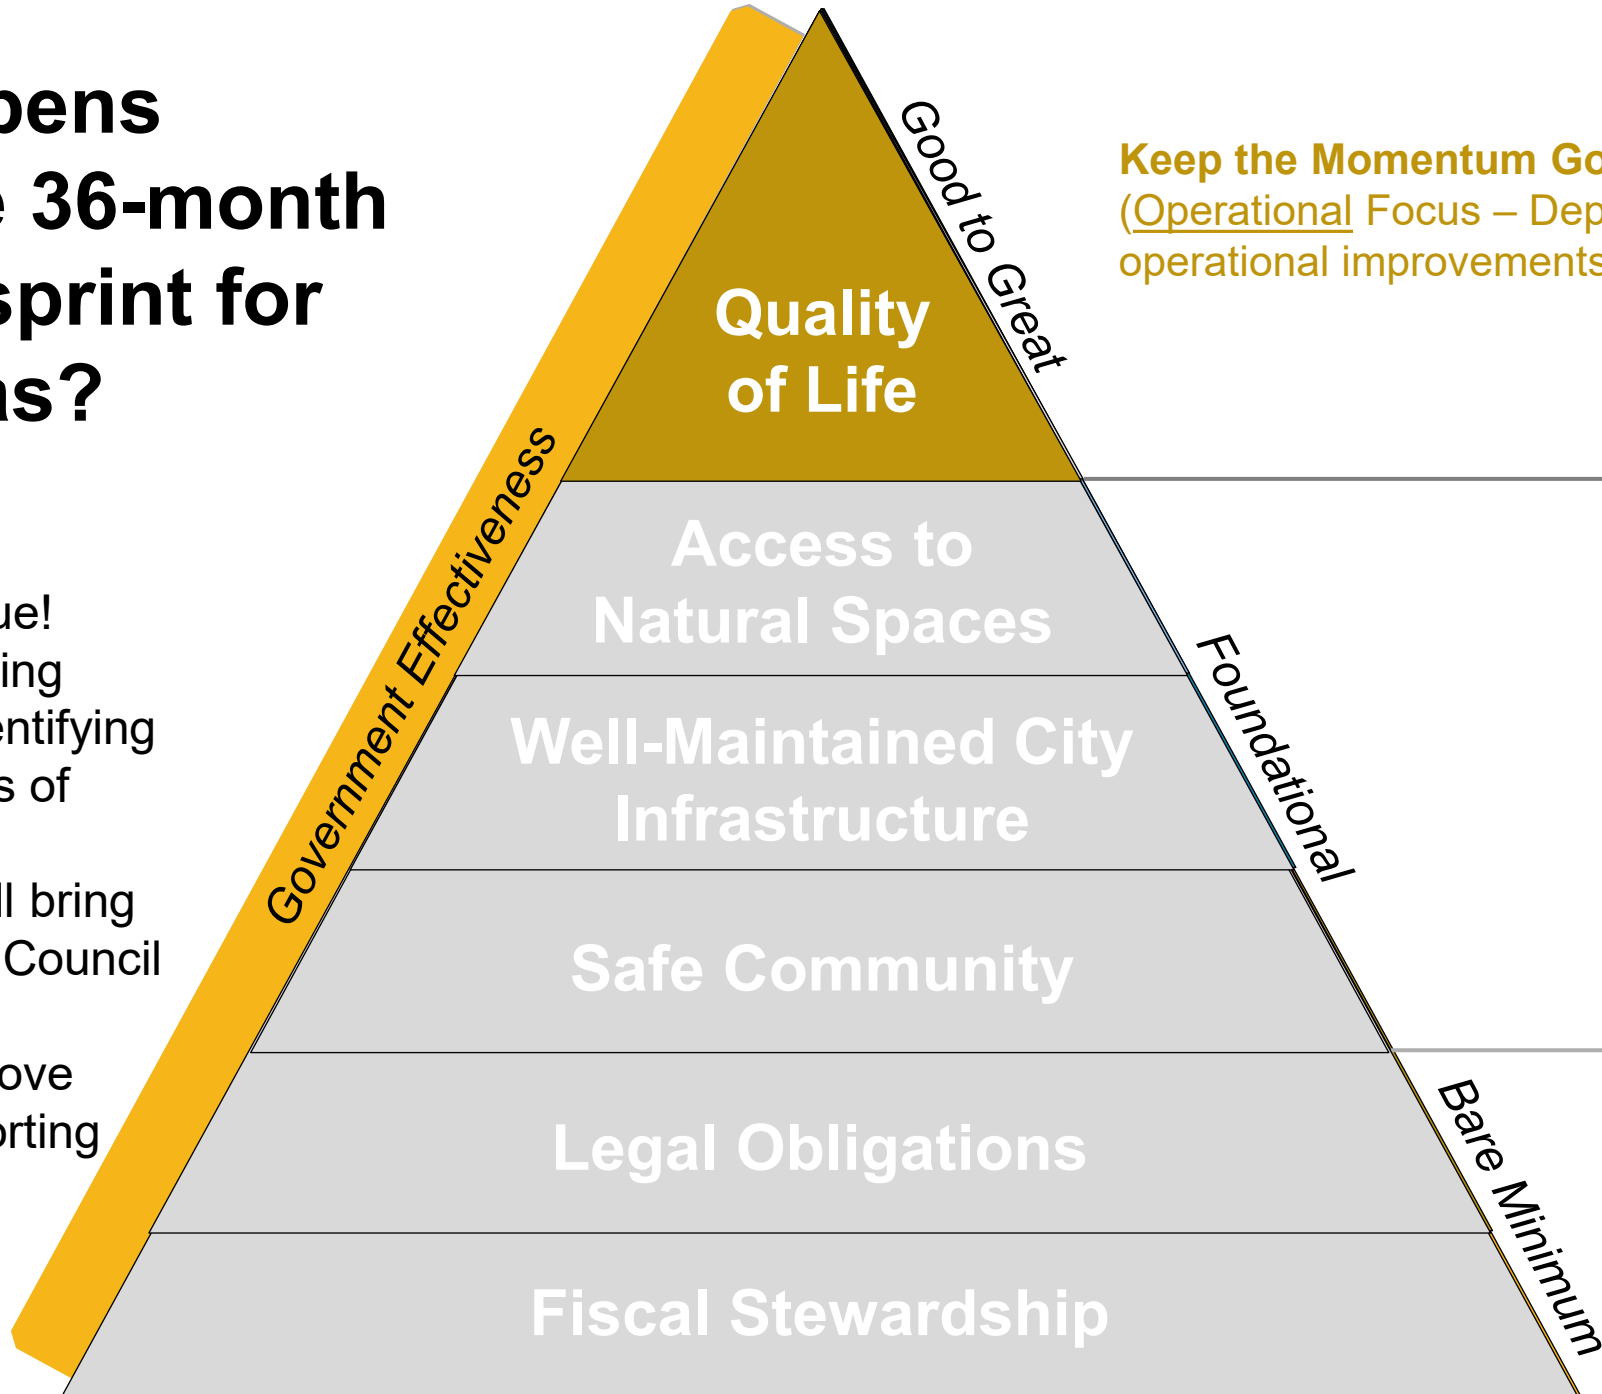 pens
e 36-month
sprint for
as?
ue!
ing
entifying
s of
ll bring
Council
ove
orting
Government Effectiveness
Quality
of Life
Access to
Natural Spaces
Well-Maintained City
Infrastructure
Safe Community
Legal Obligations
Fiscal Stewardship
Good to Great
Foundational
Bare Minimum
Keep the Momentum Go
(Operational Focus – Dep
operational improvements